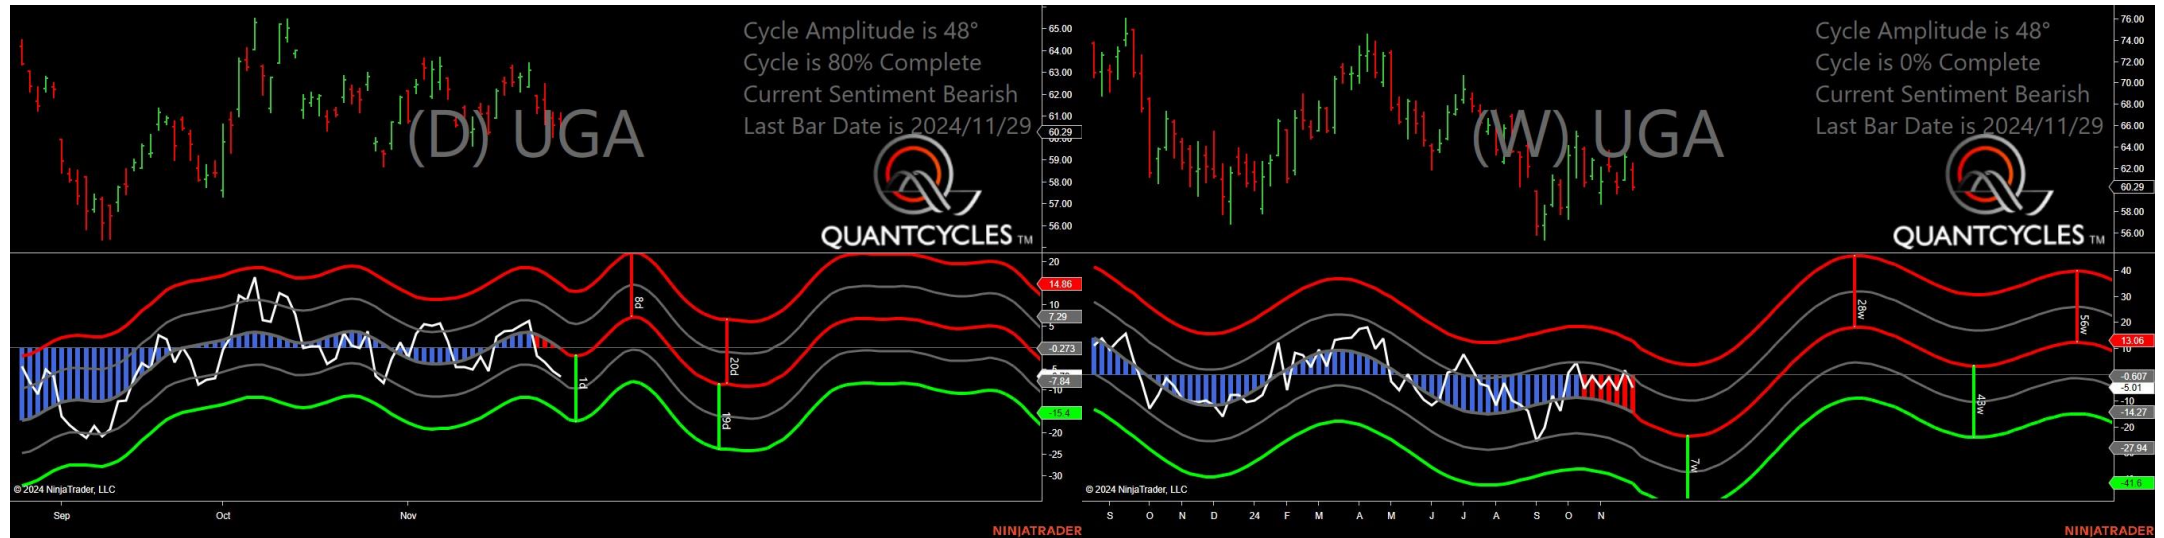 Cycle Amplitude is 48°
Cycle is 80% Complete
Current Sentiment Bearish
Last Bar Date is 2024/11/29
(D) UGA
QUANTCYCLES TM
65.00
64.00
63.00
62.00
61.00
60.29
59.00
58.00
57.00
56.00
20
14.86
10
7.29
5
-0.273
-7.84
-10
-15.4
-20
-25
-30
8d
20d
1d
19d
© 2024 NinjaTrader, LLC
Sep Oct Nov
NINJATRADER
Cycle Amplitude is 48°
Cycle is 0% Complete
Current Sentiment Bearish
Last Bar Date is 2024/11/29
(W) UGA
QUANTCYCLES TM
76.00
74.00
72.00
70.00
68.00
66.00
64.00
62.00
60.29
58.00
56.00
40
30
20
13.06
10
-0.607
-5.01
-10
-14.27
-20
-27.94
-41.6
28w
56w
48w
7w
© 2024 NinjaTrader, LLC
S O N D 24 F M A M J J A S O N
NINJATRADER